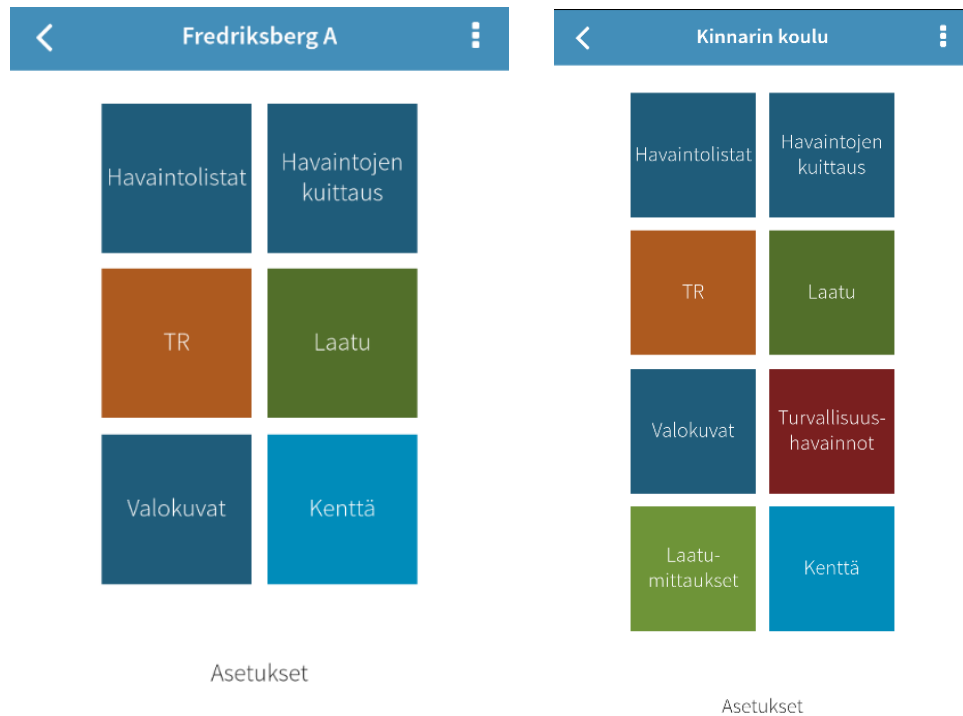 Fredriksberg A
Havaintolistat
Havaintojen
kuittaus
TR
Laatu
Valokuvat
Kenttä
Asetukset
Kinnarin koulu
Havaintolistat
Havaintojen
kuittaus
TR
Laatu
Valokuvat
Turvallisuus-
havainnot
Laatu-
mittaukset
Kenttä
Asetukset